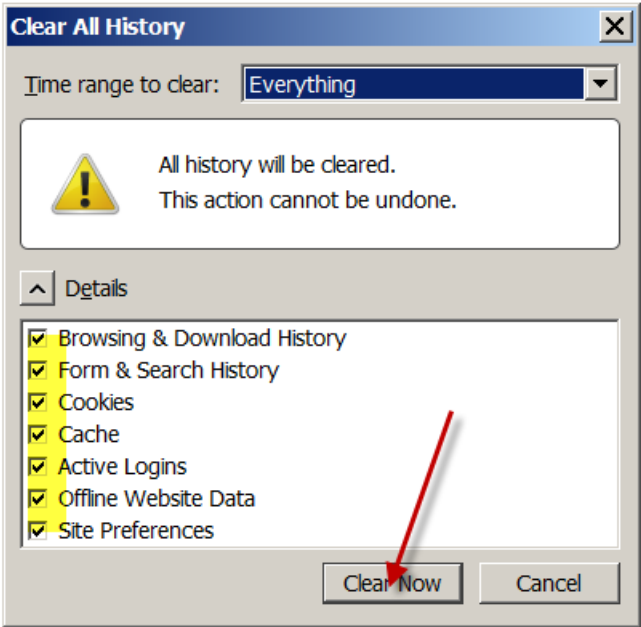 Clear All History
Time range to clear: Everything
All history will be cleared.
This action cannot be undone.
Details
Browsing & Download History
Form & Search History
Cookies
Cache
Active Logins
Offline Website Data
Site Preferences
Clear Now Cancel